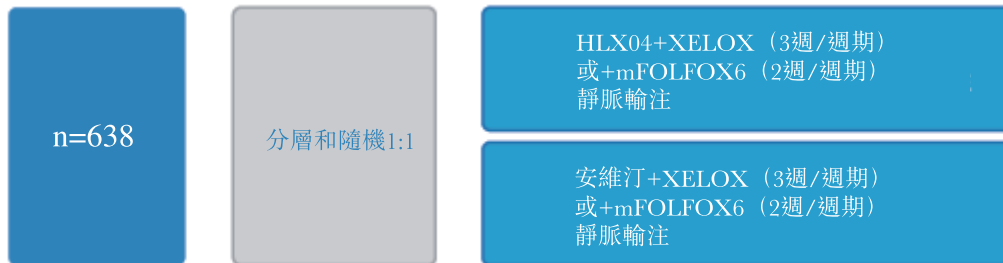 n=638
分層和隨機1:1
HLX04+XELOX（3週/週期）
或+mFOLFOX6（2週/週期）
靜脈輸注
安維汀+XELOX（3週/週期）
或+mFOLFOX6（2週/週期）
靜脈輸注